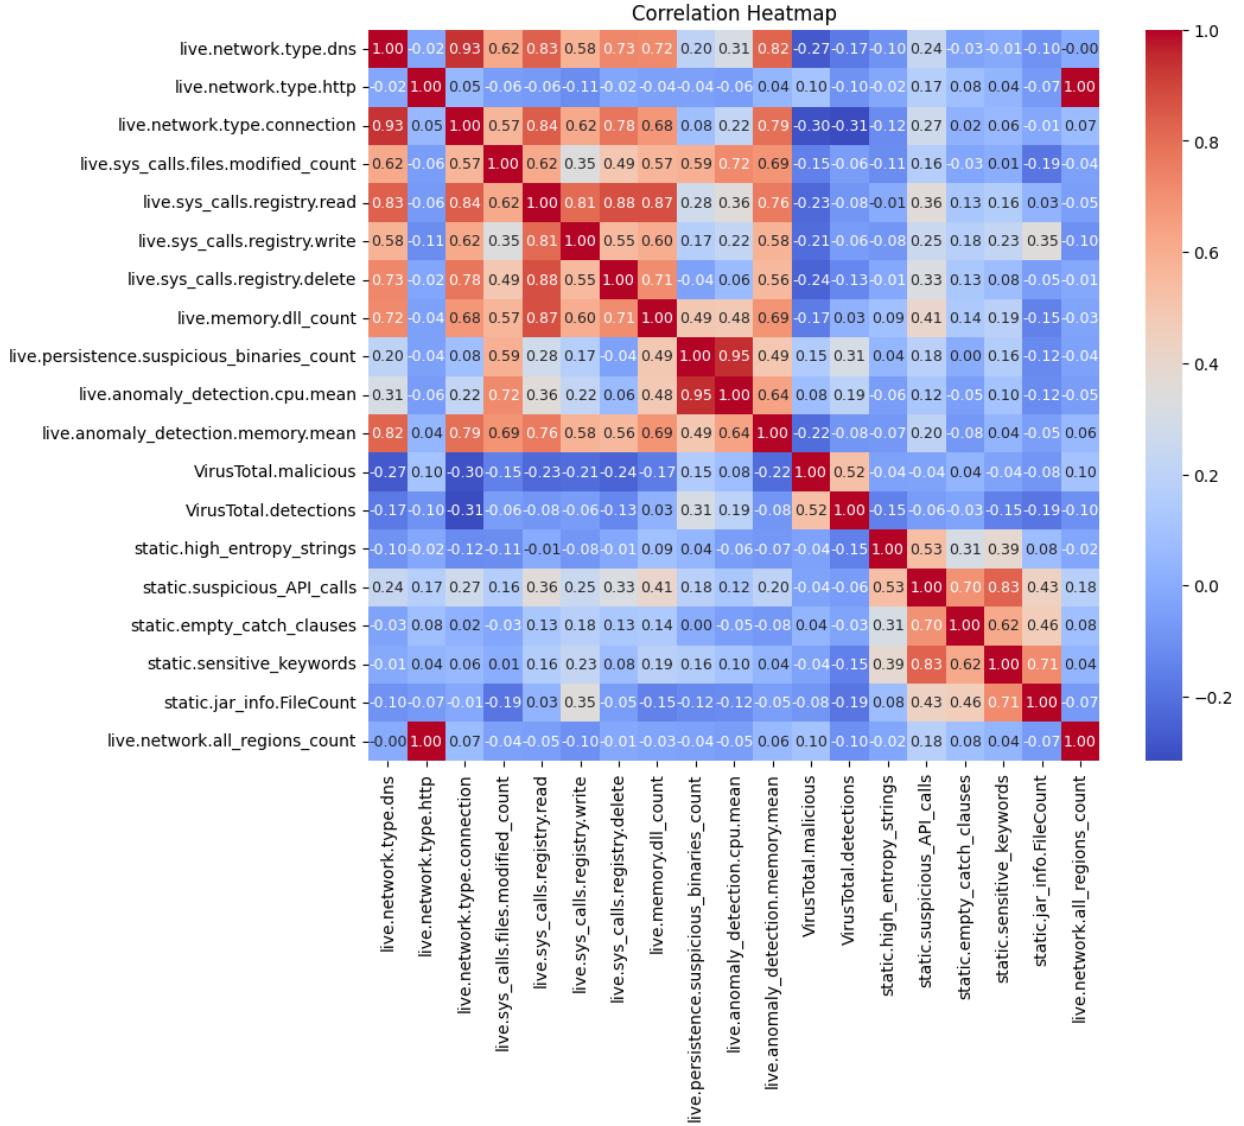 Correlation Heatmap
live.network.type.dns 1.00 -0.02 0.93 0.62 0.83 0.58 0.73 0.72 0.20 0.31 0.82 -0.27 -0.17 -0.10 0.24 -0.03 -0.01 -0.10 -0.00
live.network.type.http -0.02 1.00 0.05 -0.06 -0.06 -0.11 -0.02 -0.04 -0.04 -0.06 0.04 0.10 -0.10 -0.02 0.17 0.08 0.04 -0.07 1.00
live.network.type.connection 0.93 0.05 1.00 0.57 0.84 0.62 0.78 0.68 0.08 0.22 0.79 -0.30 -0.31 -0.12 0.27 0.02 0.06 -0.01 0.07
live.sys_calls.files.modified_count 0.62 -0.06 0.57 1.00 0.62 0.35 0.49 0.57 0.59 0.72 0.69 -0.15 -0.06 -0.11 0.16 -0.03 0.01 -0.19 -0.04
live.sys_calls.registry.read 0.83 -0.06 0.84 0.62 1.00 0.81 0.88 0.87 0.28 0.36 0.76 -0.23 -0.08 -0.01 0.36 0.13 0.16 0.03 -0.05
live.sys_calls.registry.write 0.58 -0.11 0.62 0.35 0.81 1.00 0.55 0.60 0.17 0.22 0.58 -0.21 -0.06 -0.08 0.25 0.18 0.23 0.35 -0.10
live.sys_calls.registry.delete 0.73 -0.02 0.78 0.49 0.88 0.55 1.00 0.71 -0.04 0.06 0.56 -0.24 -0.13 -0.01 0.33 0.13 0.08 -0.05 -0.01
live.memory.dll_count 0.72 -0.04 0.68 0.57 0.87 0.60 0.71 1.00 0.49 0.48 0.69 -0.17 0.03 0.09 0.41 0.14 0.19 -0.15 -0.03
live.persistence.suspicious_binaries_count 0.20 -0.04 0.08 0.59 0.28 0.17 -0.04 0.49 1.00 0.95 0.49 0.15 0.31 0.04 0.18 0.00 0.16 -0.12 -0.04
live.anomaly_detection.cpu.mean 0.31 -0.06 0.22 0.72 0.36 0.22 0.06 0.48 0.95 1.00 0.64 0.08 0.19 -0.06 0.12 -0.05 0.10 -0.12 -0.05
live.anomaly_detection.memory.mean 0.82 0.04 0.79 0.69 0.76 0.58 0.56 0.69 0.49 0.64 1.00 -0.22 -0.08 -0.07 0.20 -0.08 0.04 -0.05 0.06
VirusTotal.malicious -0.27 0.10 -0.30 -0.15 -0.23 -0.21 -0.24 -0.17 0.15 0.08 -0.22 1.00 0.52 -0.04 -0.04 0.04 -0.04 -0.08 0.10
VirusTotal.detections -0.17 -0.10 -0.31 -0.06 -0.08 -0.06 -0.13 0.03 0.31 0.19 -0.08 0.52 1.00 -0.15 -0.06 -0.03 -0.15 -0.19 -0.10
static.high_entropy_strings -0.10 -0.02 -0.12 -0.11 -0.01 -0.08 -0.01 0.09 0.04 -0.06 -0.07 -0.04 -0.15 1.00 0.53 0.31 0.39 0.08 -0.02
static.suspicious_API_calls 0.24 0.17 0.27 0.16 0.36 0.25 0.33 0.41 0.18 0.12 0.20 -0.04 -0.06 0.53 1.00 0.70 0.83 0.43 0.18
static.empty_catch_clauses -0.03 0.08 0.02 -0.03 0.13 0.18 0.13 0.14 0.00 -0.05 -0.08 0.04 -0.03 0.31 0.70 1.00 0.62 0.46 0.08
static.sensitive_keywords -0.01 0.04 0.06 0.01 0.16 0.23 0.08 0.19 0.16 0.10 0.04 -0.04 -0.15 0.39 0.83 0.62 1.00 0.71 0.04
static.jar_info.FileCount -0.10 -0.07 -0.01 -0.19 0.03 0.35 -0.05 -0.15 -0.12 -0.12 -0.05 -0.08 -0.19 0.08 0.43 0.46 0.71 1.00 -0.07
live.network.all_regions_count -0.00 1.00 0.07 -0.04 -0.05 -0.10 -0.01 -0.03 -0.04 -0.05 0.06 0.10 -0.10 -0.02 0.18 0.08 0.04 -0.07 1.00
live.network.type.dns
live.network.type.http
live.network.type.connection
live.sys_calls.files.modified_count
live.sys_calls.registry.read
live.sys_calls.registry.write
live.sys_calls.registry.delete
live.memory.dll_count
live.persistence.suspicious_binaries_count
live.anomaly_detection.cpu.mean
live.anomaly_detection.memory.mean
VirusTotal.malicious
VirusTotal.detections
static.high_entropy_strings
static.suspicious_API_calls
static.empty_catch_clauses
static.sensitive_keywords
static.jar_info.FileCount
live.network.all_regions_count
1.0
0.8
0.6
0.4
0.2
0.0
−0.2